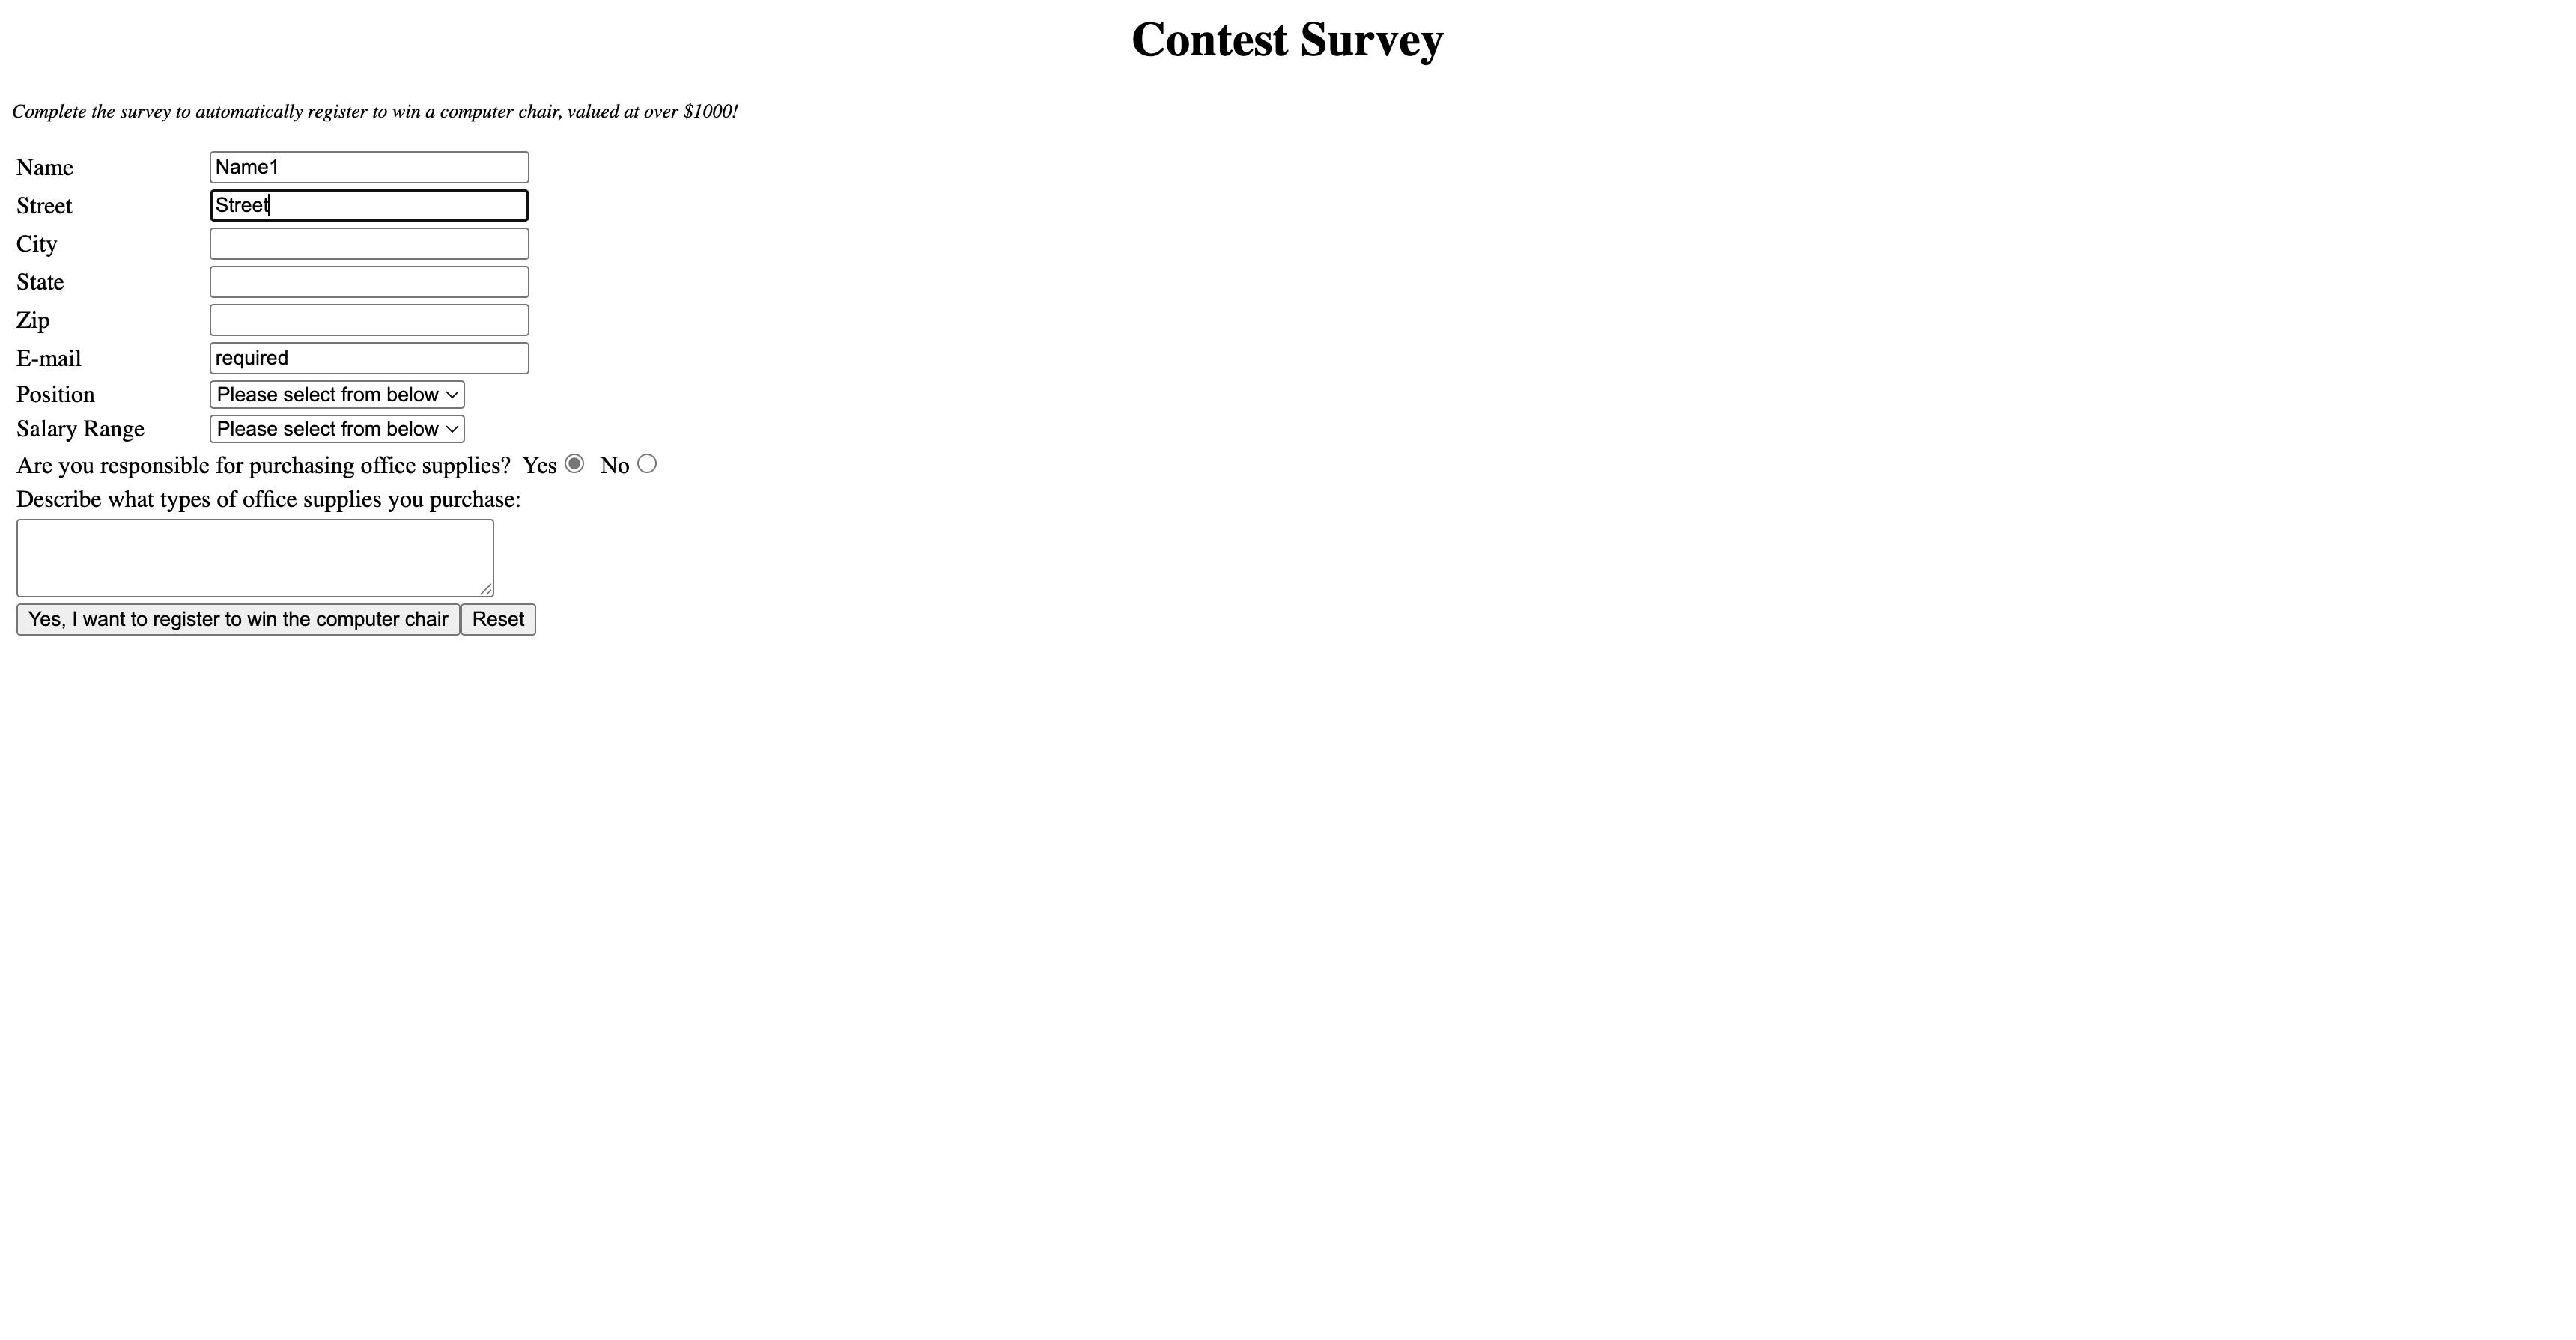 Contest Survey
Complete the survey to automatically register to win a computer chair, valued at over $1000!
Name Name1
Street Street
City
State
Zip
E-mail required
Position Please select from below
Salary Range Please select from below
Are you responsible for purchasing office supplies? Yes No
Describe what types of office supplies you purchase:
Yes, I want to register to win the computer chair Reset